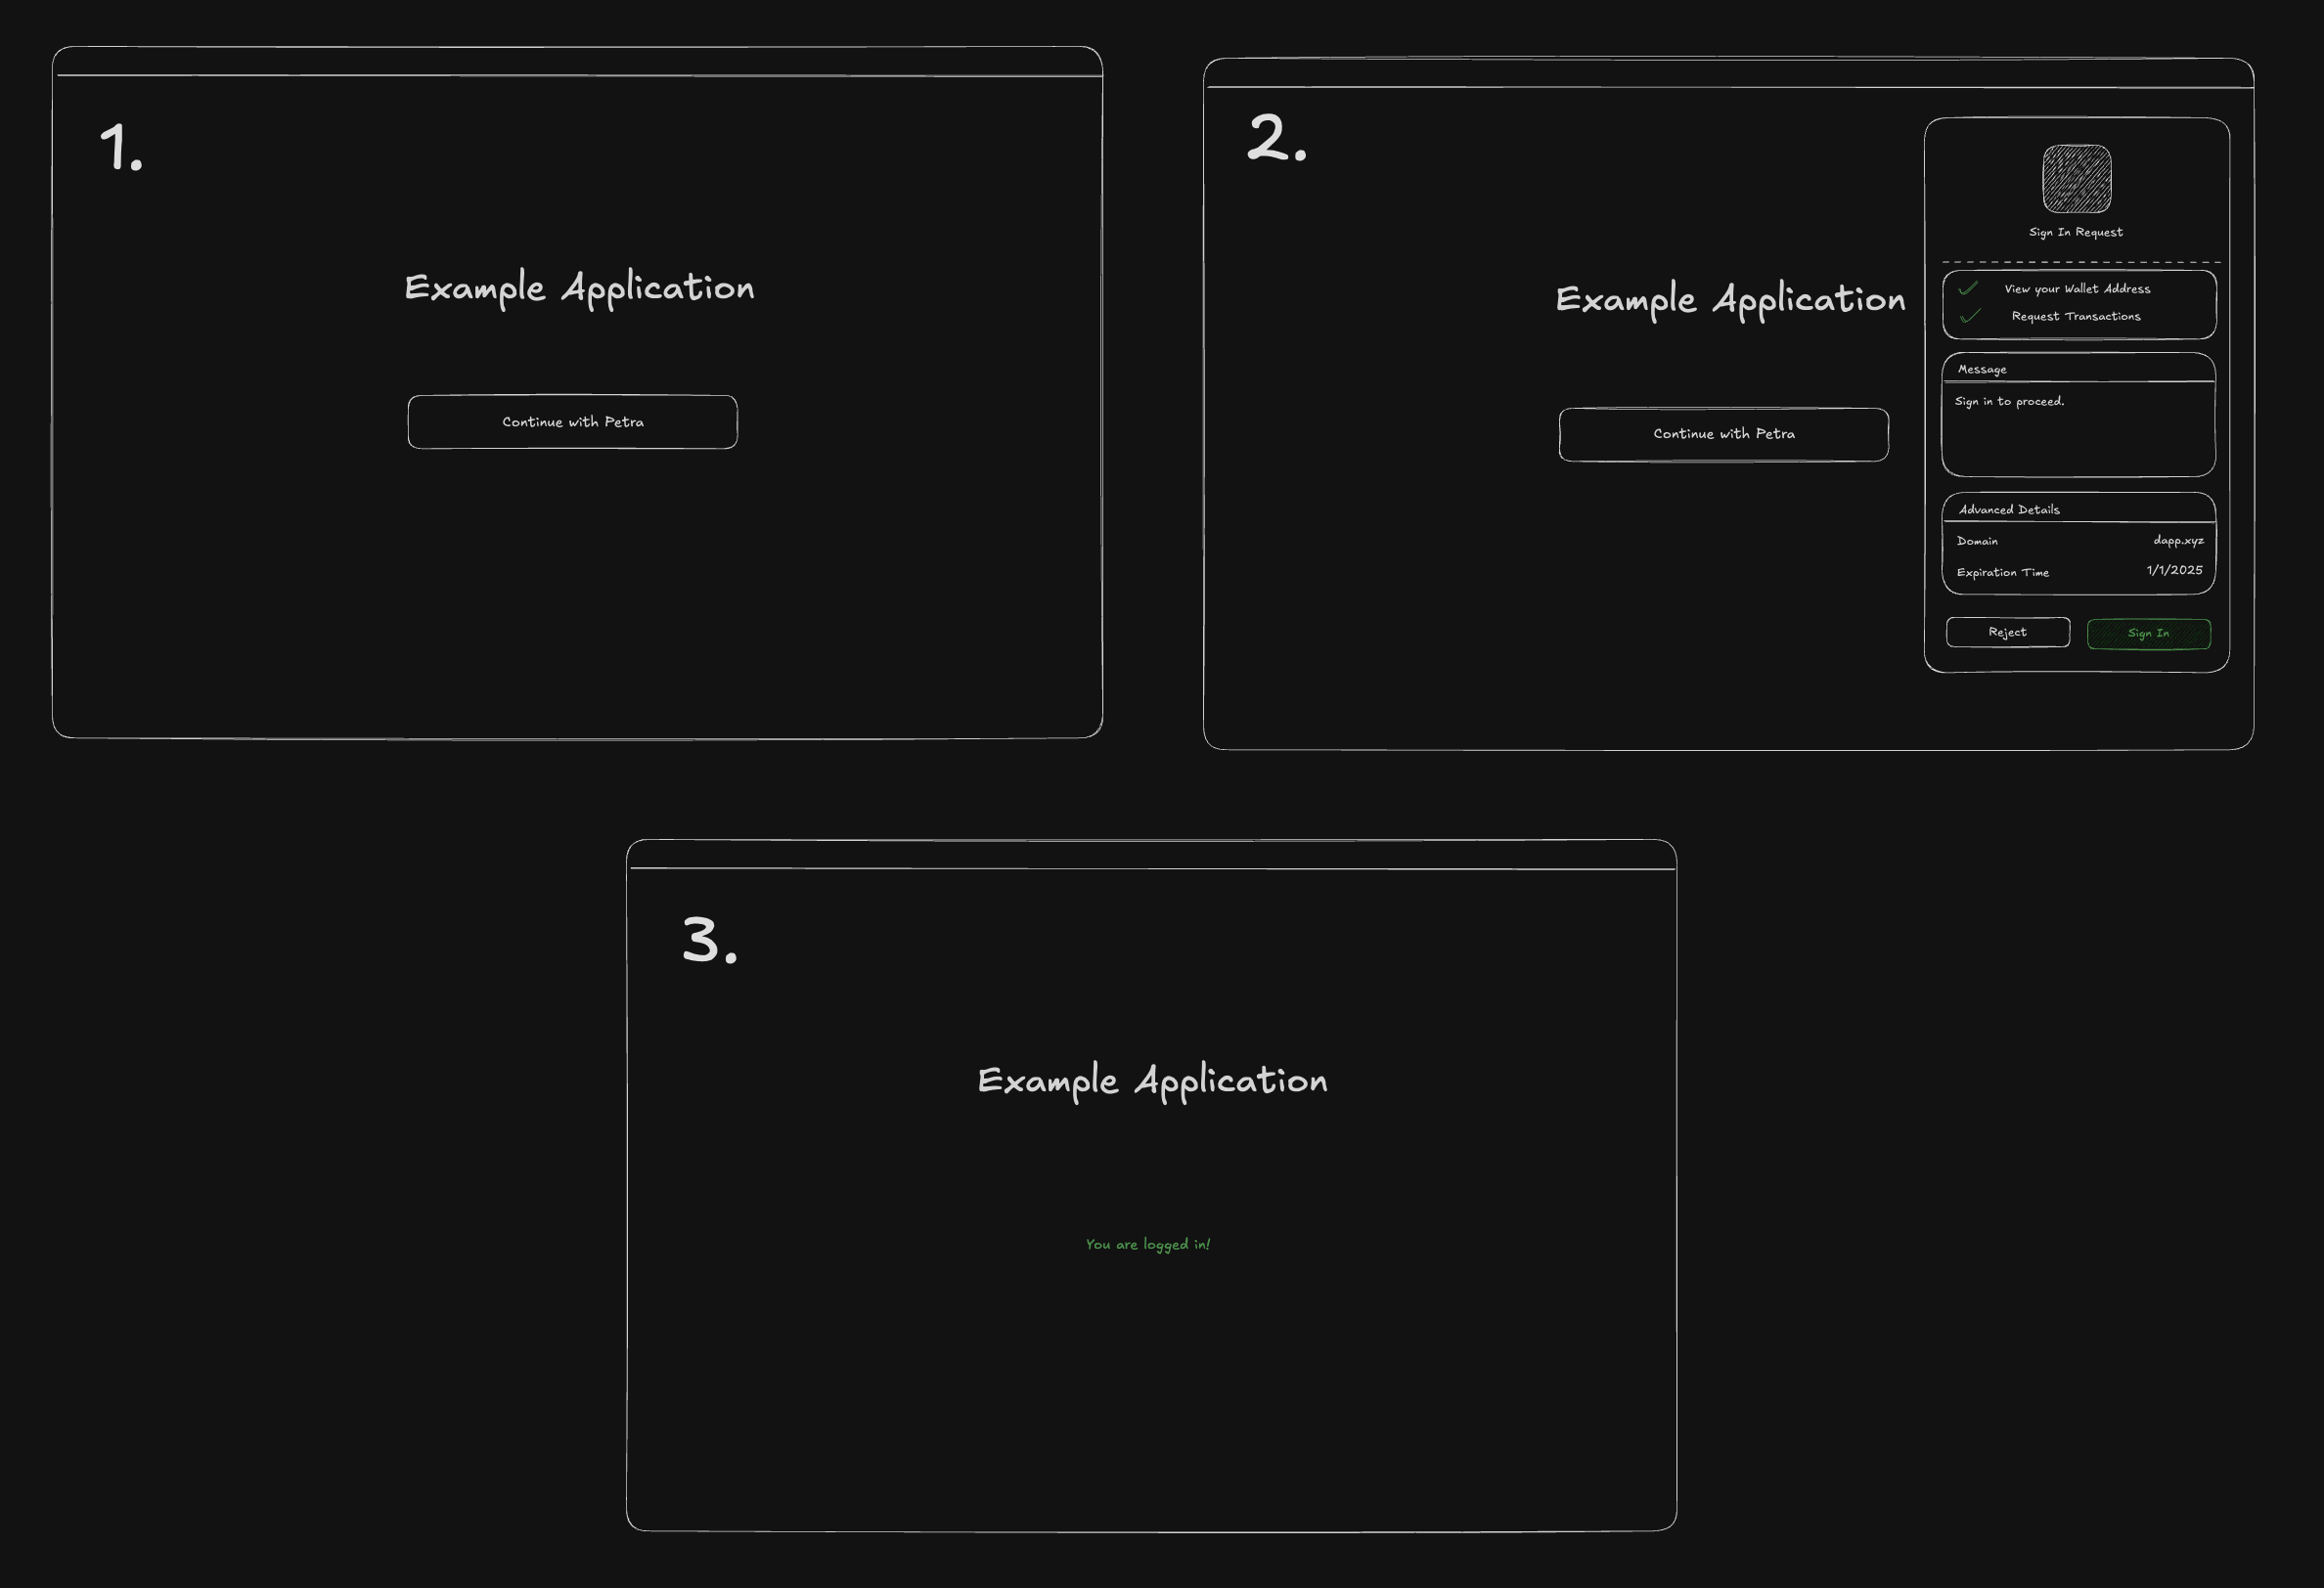 1.
Example Application
Continue with Petra
2.
Example Application
Continue with Petra
Sign In Request
View your Wallet Address
Request Transactions
Message
Sign in to proceed.
Advanced Details
Domain dapp.xyz
Expiration Time 1/1/2025
Reject Sign In
3.
Example Application
You are logged in!